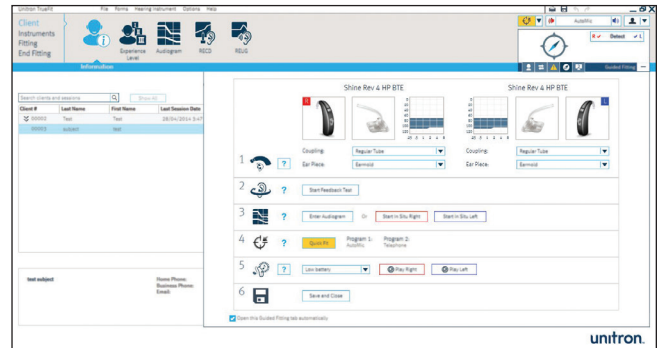 Unitron TrueFit File Forms Hearing Instrument Options Help
Client
Instruments
Fitting
End Fitting
Information
Experience
Level
Audiogram
RECD
REUG
AutoMic
R Detect L
Guided Fitting
Search clients and sessions Show All
Client # Last Name First Name Last Session Date
00002 Test Test 28/04/2014 3:47
00003 subject test
test subject
Home Phone:
Business Phone:
Email:
Shine Rev 4 HP BTE Shine Rev 4 HP BTE
R L
Coupling: Regular Tube Coupling: Regular Tube
Ear Piece: Earmold Ear Piece: Earmold
1 ?
2 ? Start Feedback Test
3 ? Enter Audiogram Or Start In Situ Right Start In Situ Left
4 ? Quick Fit Program 1: Program 2:
AutoMic Telephone
5 ? Low battery Play Right Play Left
6 Save and Close
Open this Guided Fitting tab automatically
unitron.